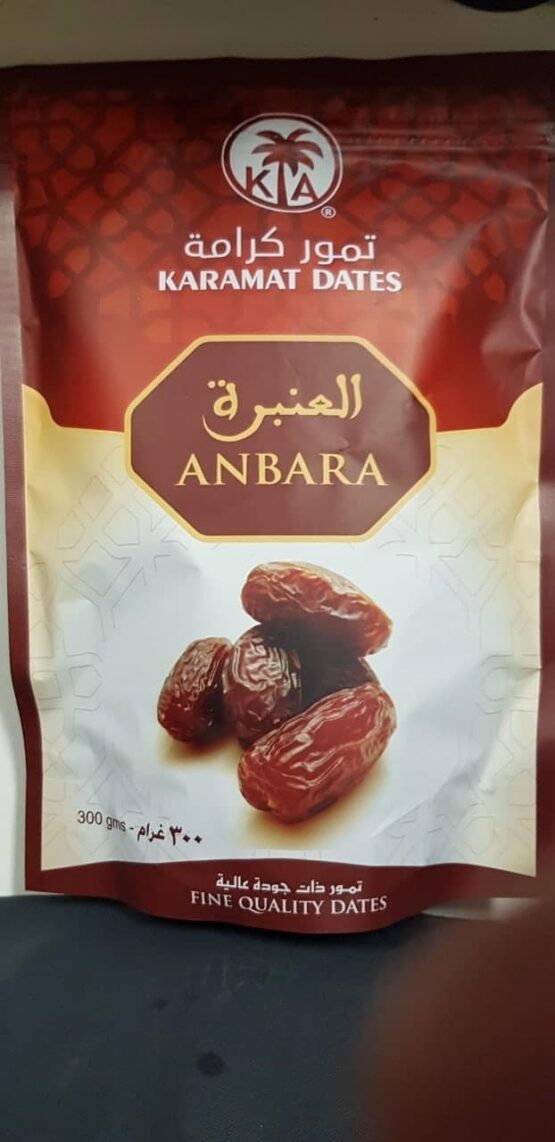 KA
®
تمور كرامة
KARAMAT DATES
العنبرة
ANBARA
300 gms - ٣٠٠ غرام
تمور ذات جودة عالية
FINE QUALITY DATES